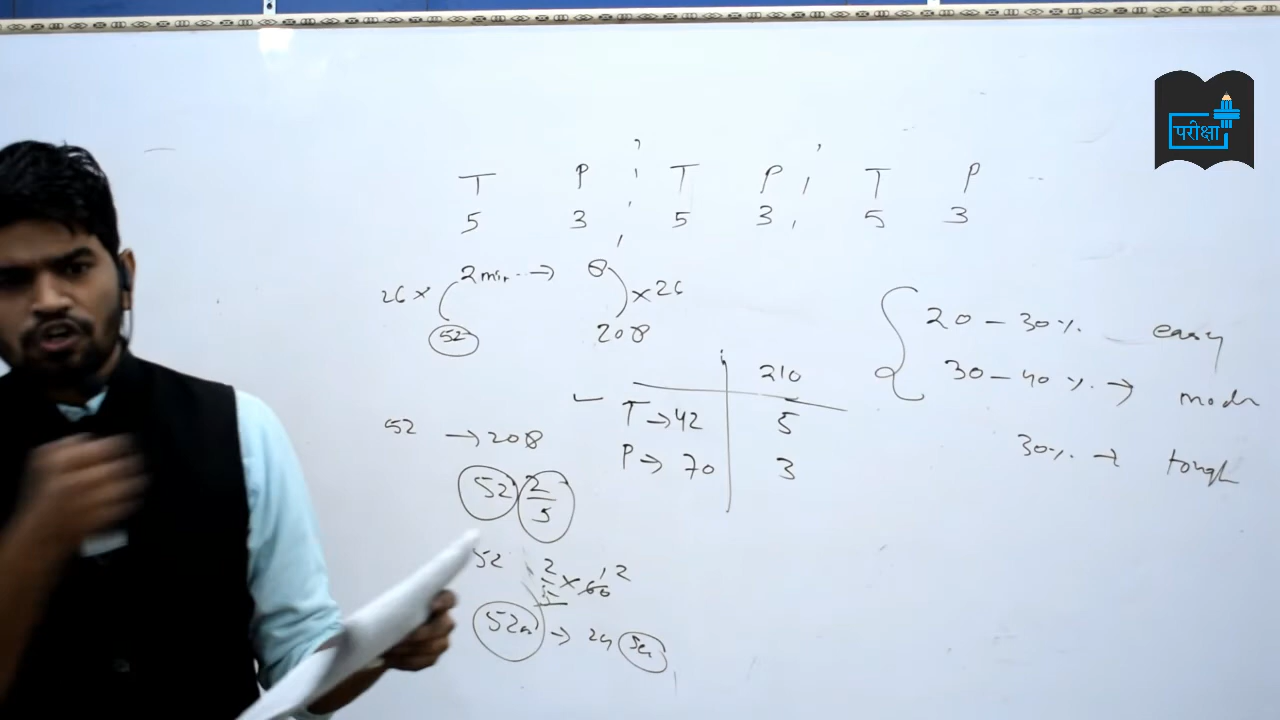 परीक्षा
T P , T P , T P
5 3 , 5 3 , 5 3
26 × 2 min → 8 × 26
52 208
210
T → 42 5
P → 70 3
20 - 30 % easy
30 - 40 % →
30% → tough
52 → 208
52 2/5
52 2/5 × 60 12
52m → 24 Sec